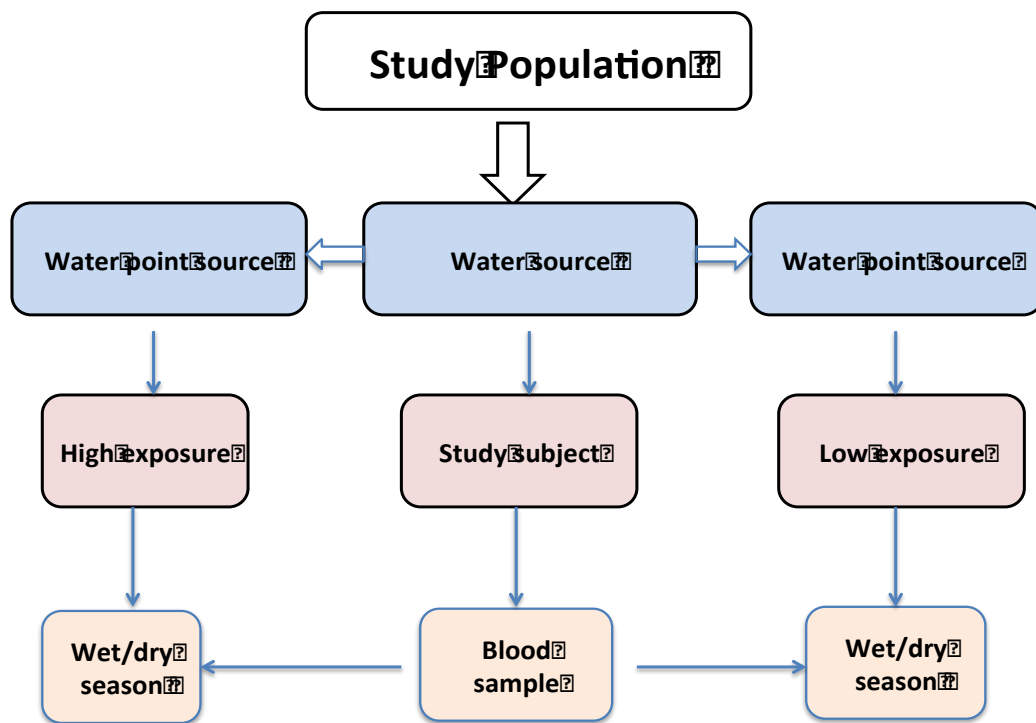 Study Population
Water point source
Water source
Water point source
High exposure
Study subject
Low exposure
Wet/dry
season
Blood
sample
Wet/dry
season